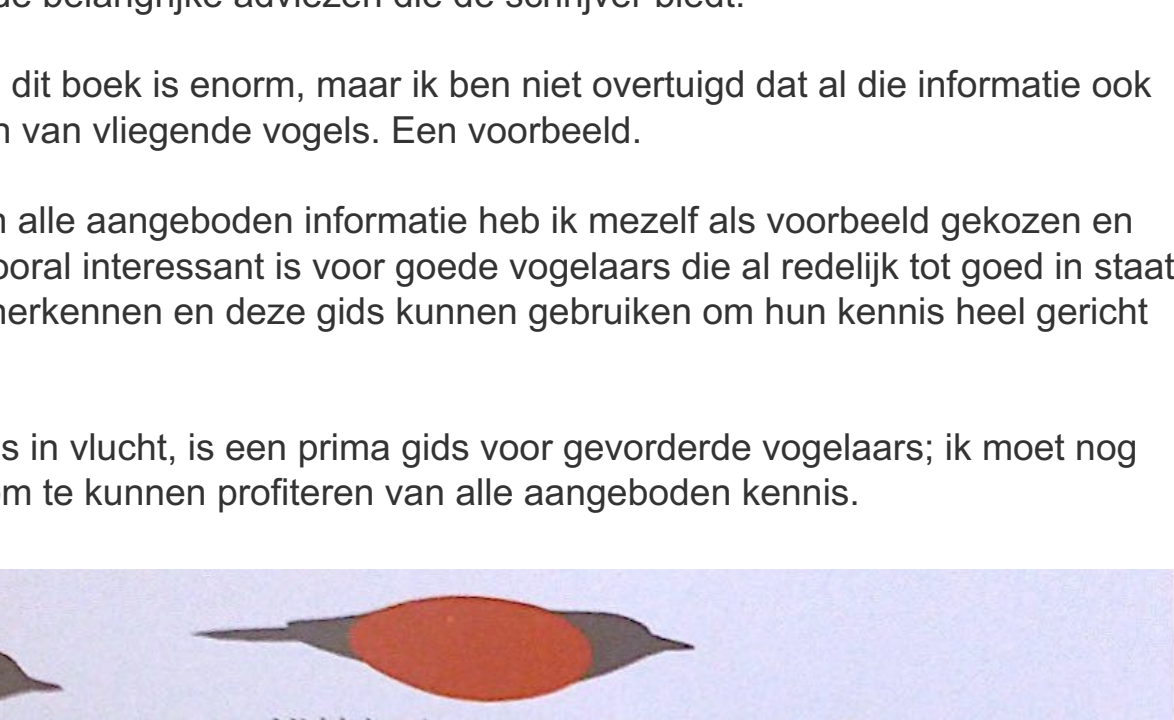 belangrijke adviezen die de schrijver biedt.
dit boek is enorm, maar ik ben niet overtuigd dat al die informatie ook
van vliegende vogels. Een voorbeeld.
alle aangeboden informatie heb ik mezelf als voorbeeld gekozen en
interessant is voor goede vogelaars die al redelijk tot goed in staat
en deze gids kunnen gebruiken om hun kennis heel gericht
in vlucht, is een prima gids voor gevorderde vogelaars; ik moet nog
te kunnen profiteren van alle aangeboden kennis.